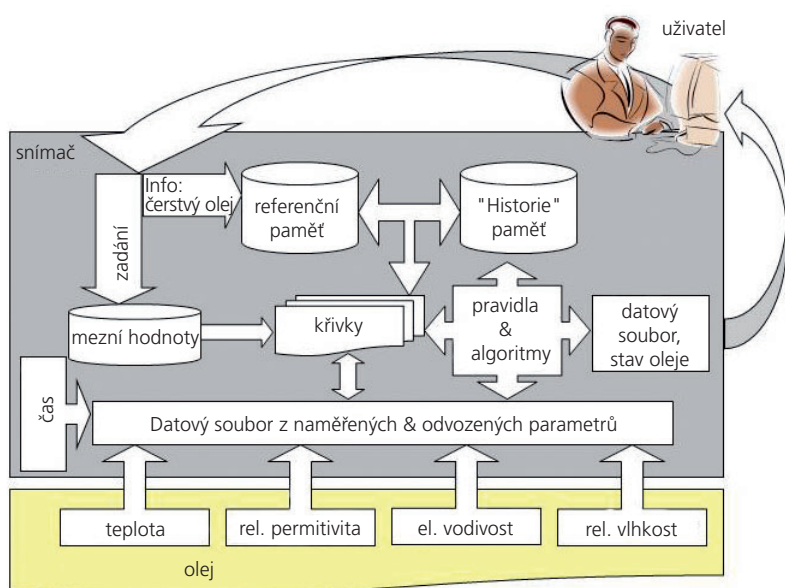 uživatel
snímač
Info:
čerstvý olej
referenční
paměť
"Historie"
paměť
zadání
mezní hodnoty
křivky
pravidla
&
algoritmy
datový
soubor,
stav oleje
čas
Datový soubor z naměřených & odvozených parametrů
teplota
rel. permitivita
el. vodivost
rel. vlhkost
olej